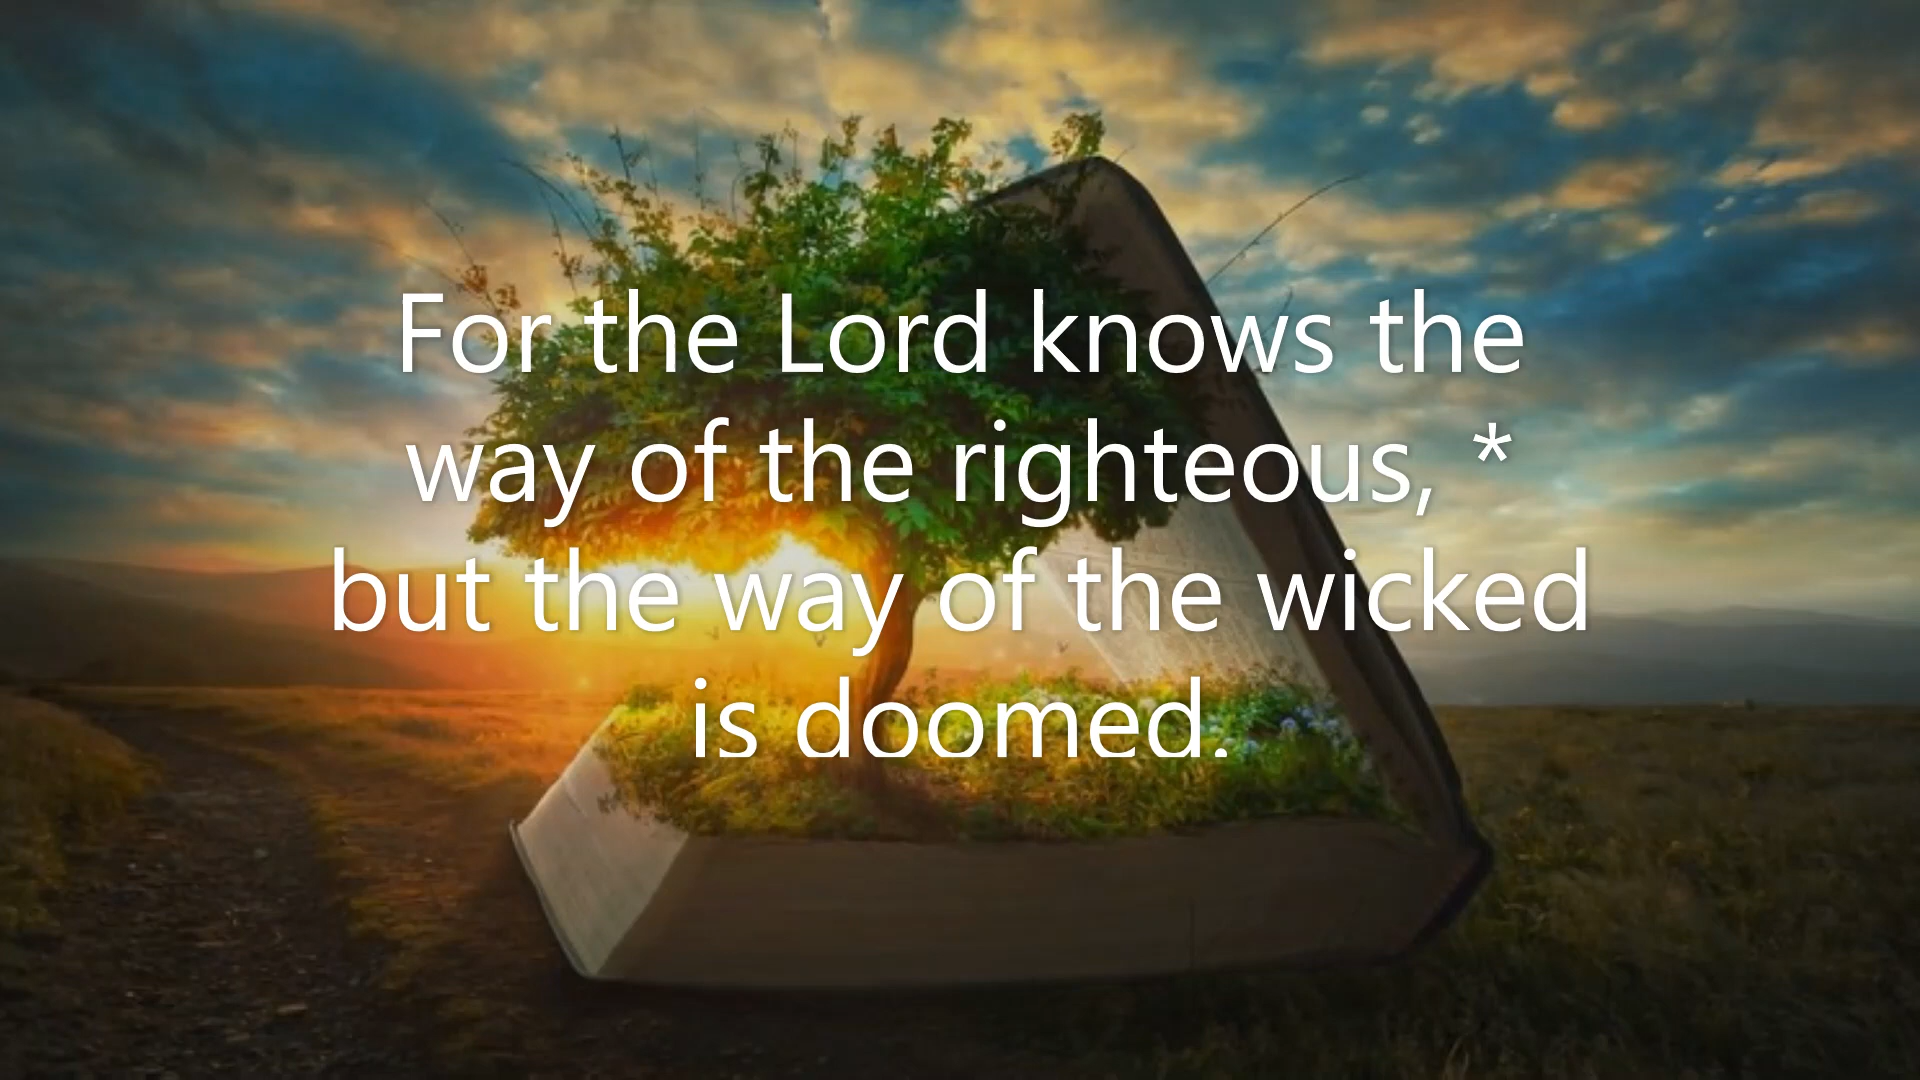 For the Lord knows the
way of the righteous, *
but the way of the wicked
is doomed.